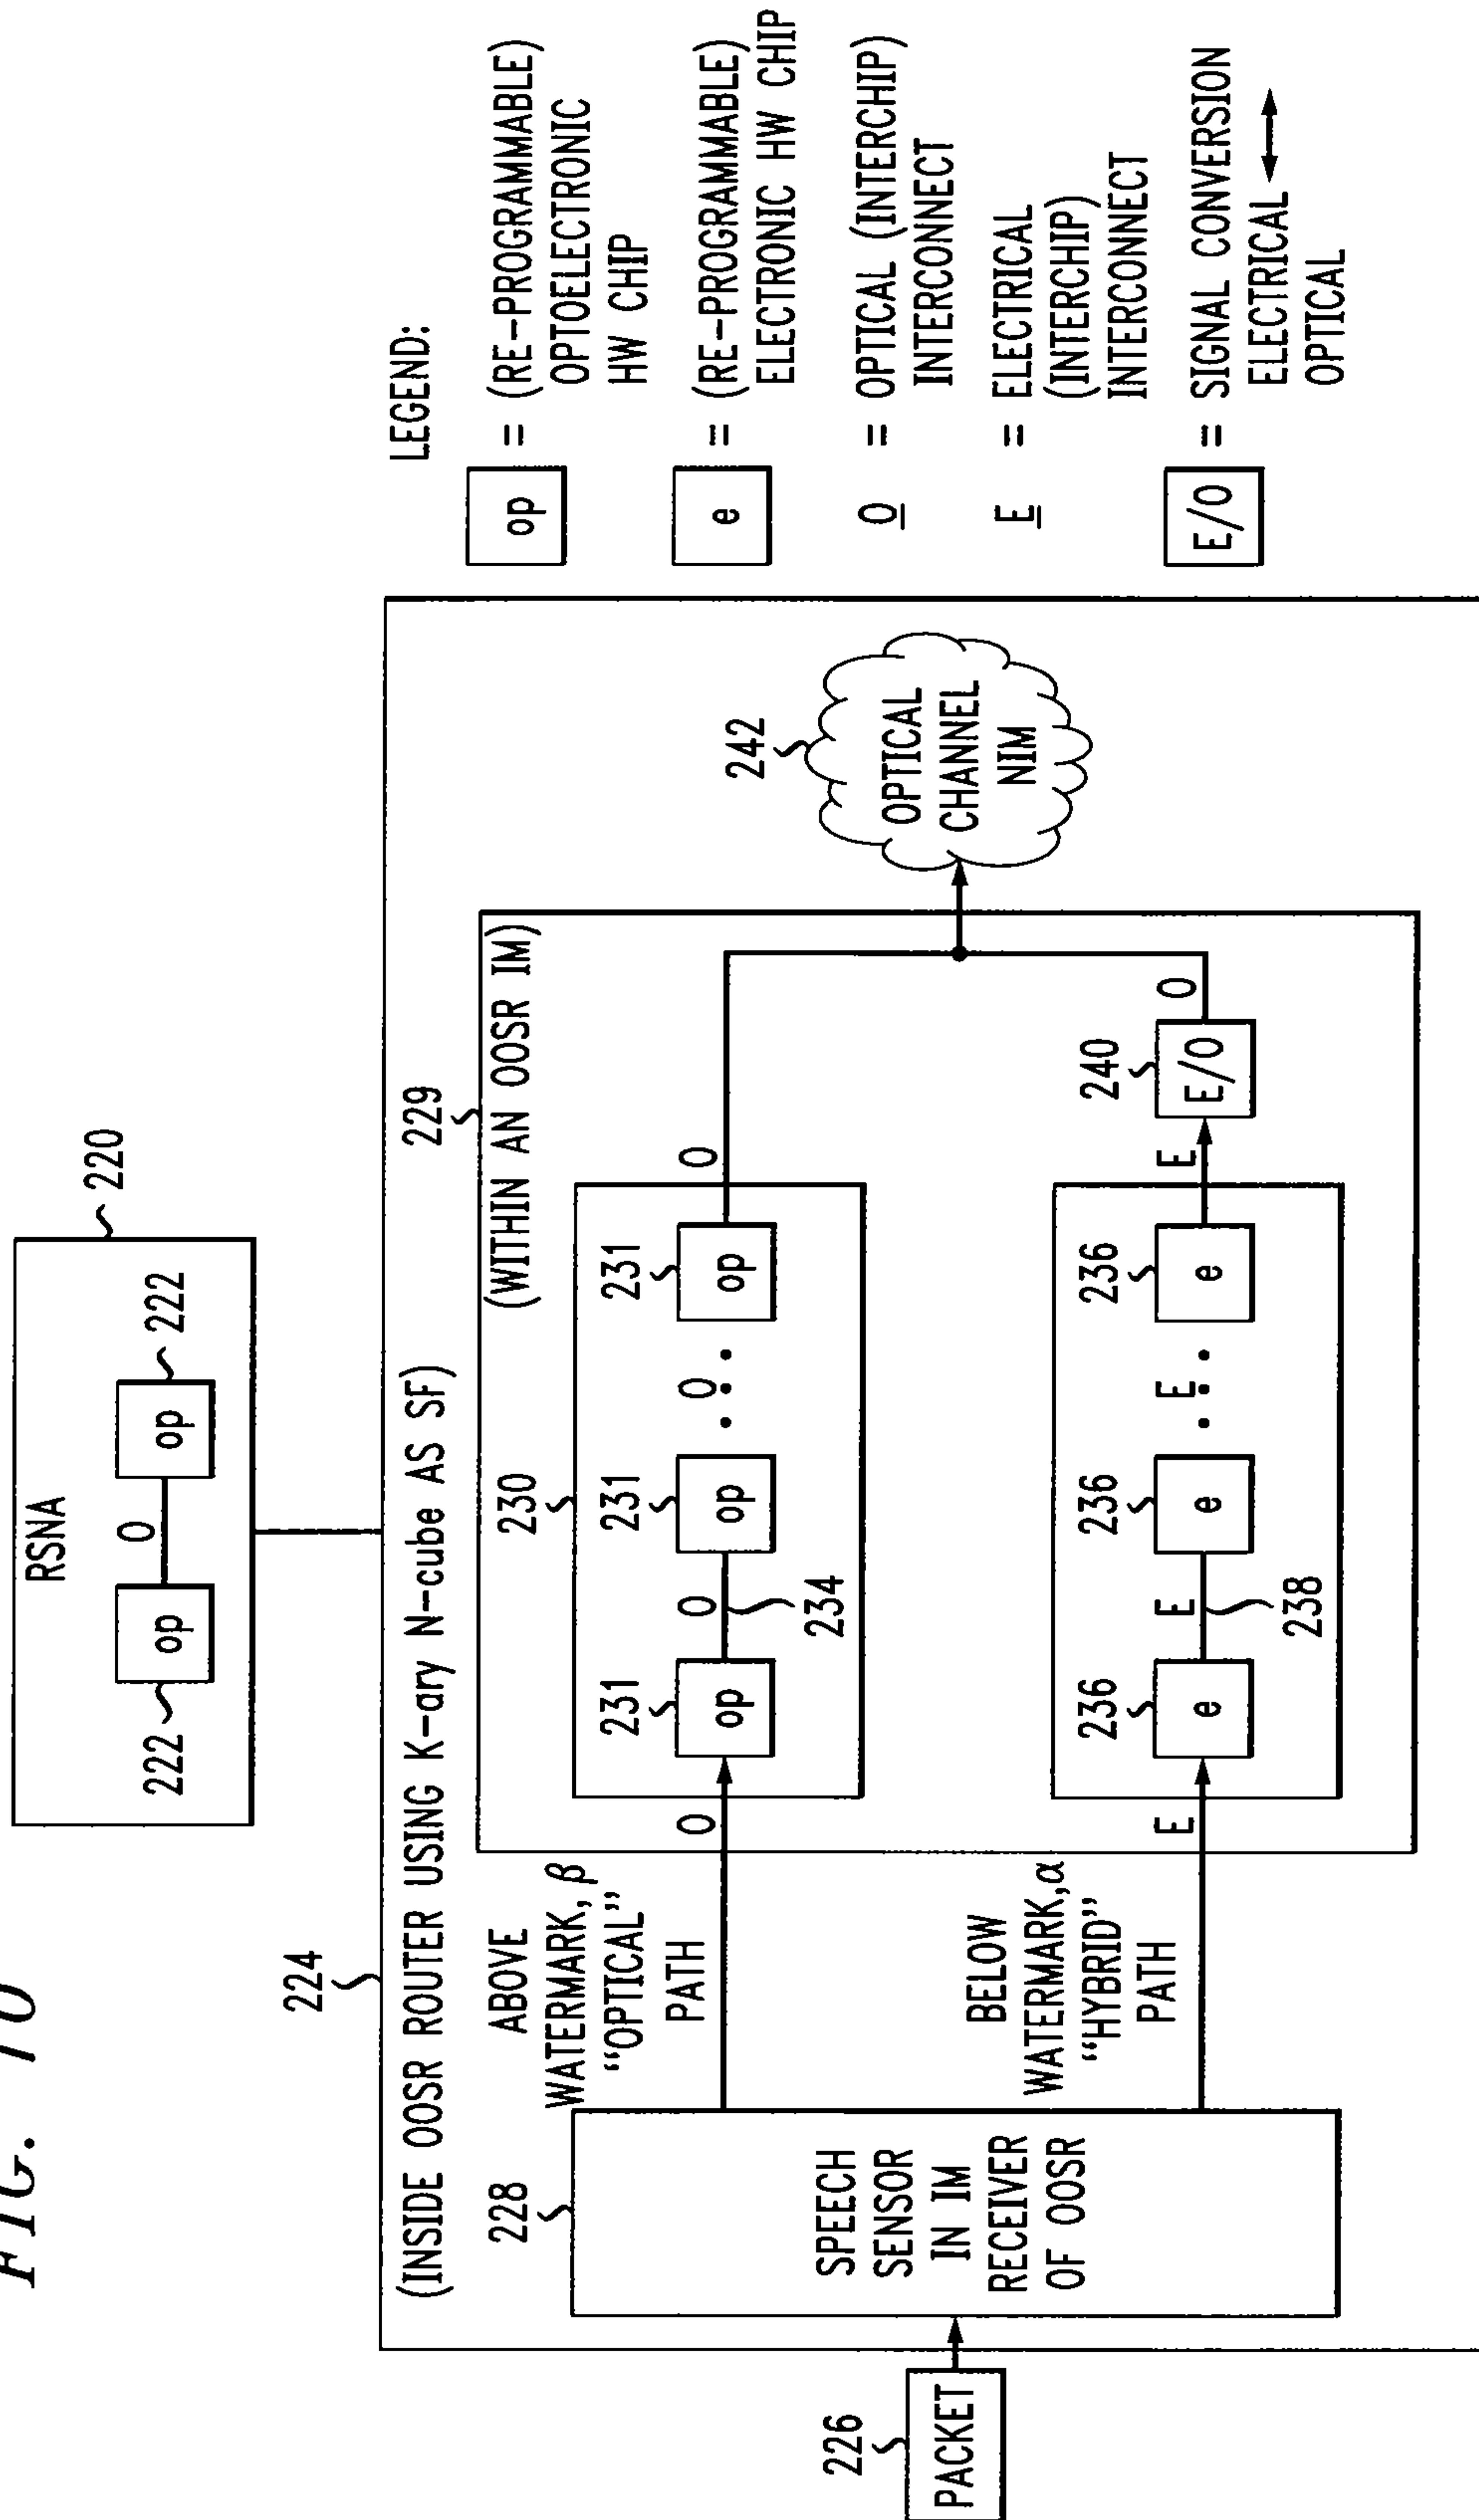 FIG. 10
RSNA
220
222
op
O
op
222
224
(INSIDE OOSR ROUTER USING K-ary N-cube AS SF)
226
PACKET
228
SPEECH
SENSOR
IN IM
RECEIVER
OF OOSR
ABOVE
WATERMARK, β
"OPTICAL"
PATH
BELOW
WATERMARK,α
"HYBRID"
PATH
229
(WITHIN AN OOSR IM)
230
O
231
op
O
234
231
op
O
231
op
O
E
236
e
E
238
236
e
E
236
e
E
240
E/O
O
242
OPTICAL
CHANNEL
NIM
LEGEND:
op = (RE-PROGRAMMABLE)
OPTOELECTRONIC
HW CHIP
e = (RE-PROGRAMMABLE)
ELECTRONIC HW CHIP
O = OPTICAL (INTERCHIP)
INTERCONNECT
E = ELECTRICAL
(INTERCHIP)
INTERCONNECT
E/O = SIGNAL CONVERSION
ELECTRICAL ↔
OPTICAL